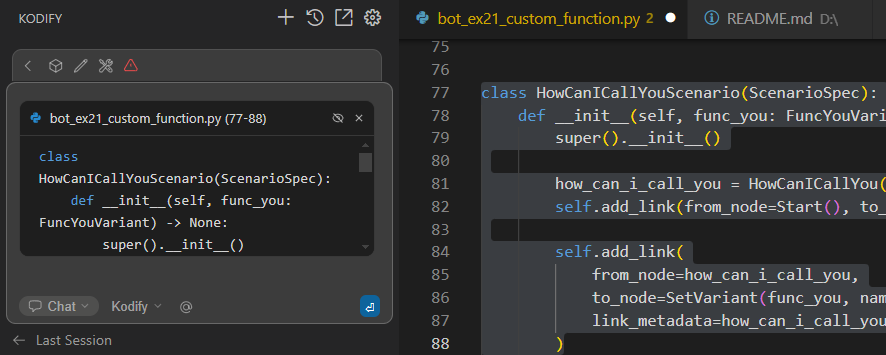 KODIFY
bot_ex21_custom_function.py (77-88)
class
HowCanICallYouScenario(ScenarioSpec):
def __init__(self, func_you:
FuncYouVariant) -> None:
super().__init__()
Chat
Kodify
@
Last Session
bot_ex21_custom_function.py 2
README.md D:\
75
76
77 class HowCanICallYouScenario(ScenarioSpec):
78 def __init__(self, func_you: FuncYouVari
79 super().__init__()
80
81 how_can_i_call_you = HowCanICallYou(
82 self.add_link(from_node=Start(), to_
83
84 self.add_link(
85 from_node=how_can_i_call_you,
86 to_node=SetVariant(func_you, nam
87 link_metadata=how_can_i_call_you
88 )